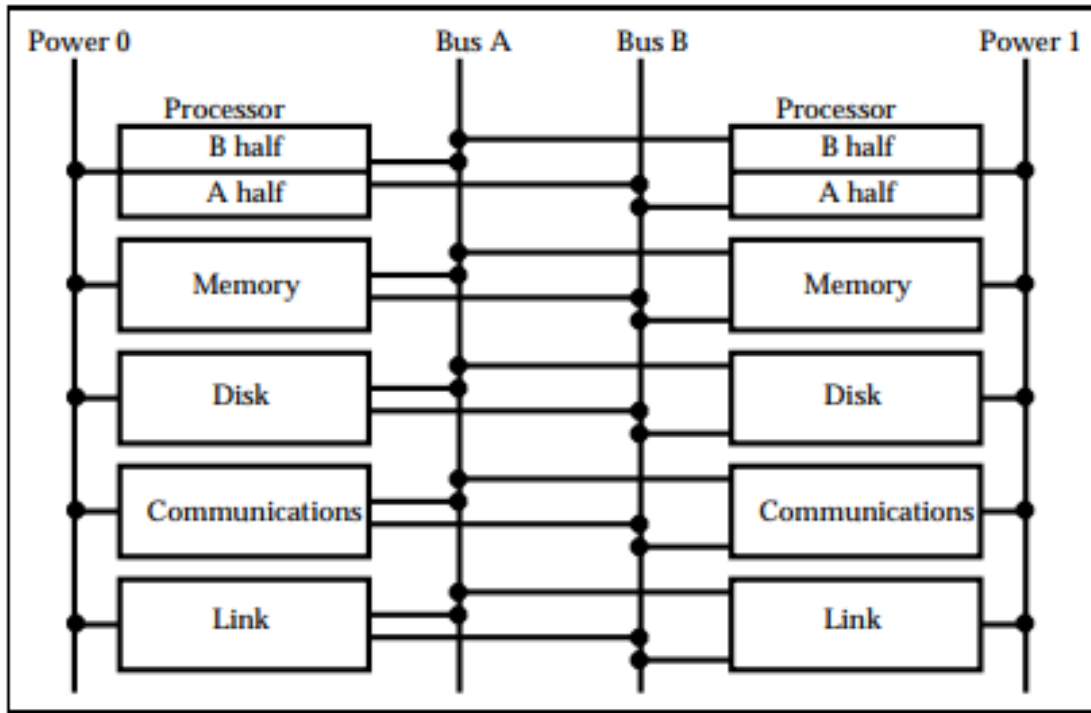 Power 0 Bus A Bus B Power 1
Processor Processor
B half B half
A half A half
Memory Memory
Disk Disk
Communications Communications
Link Link